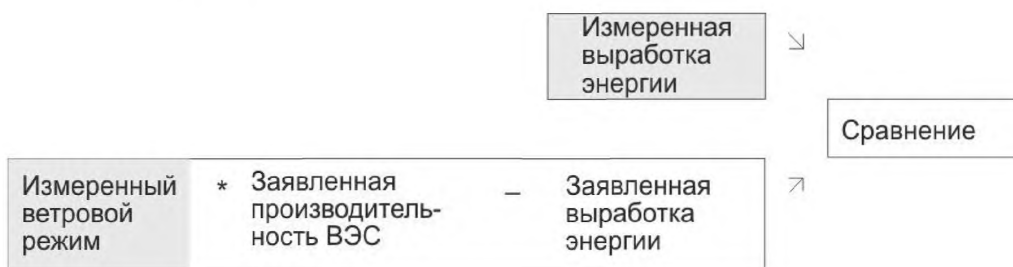 Измеренная
выработка
энергии
Сравнение
Измеренный
ветровой
режим
* Заявленная
производитель-
ность ВЭС
– Заявленная
выработка
энергии